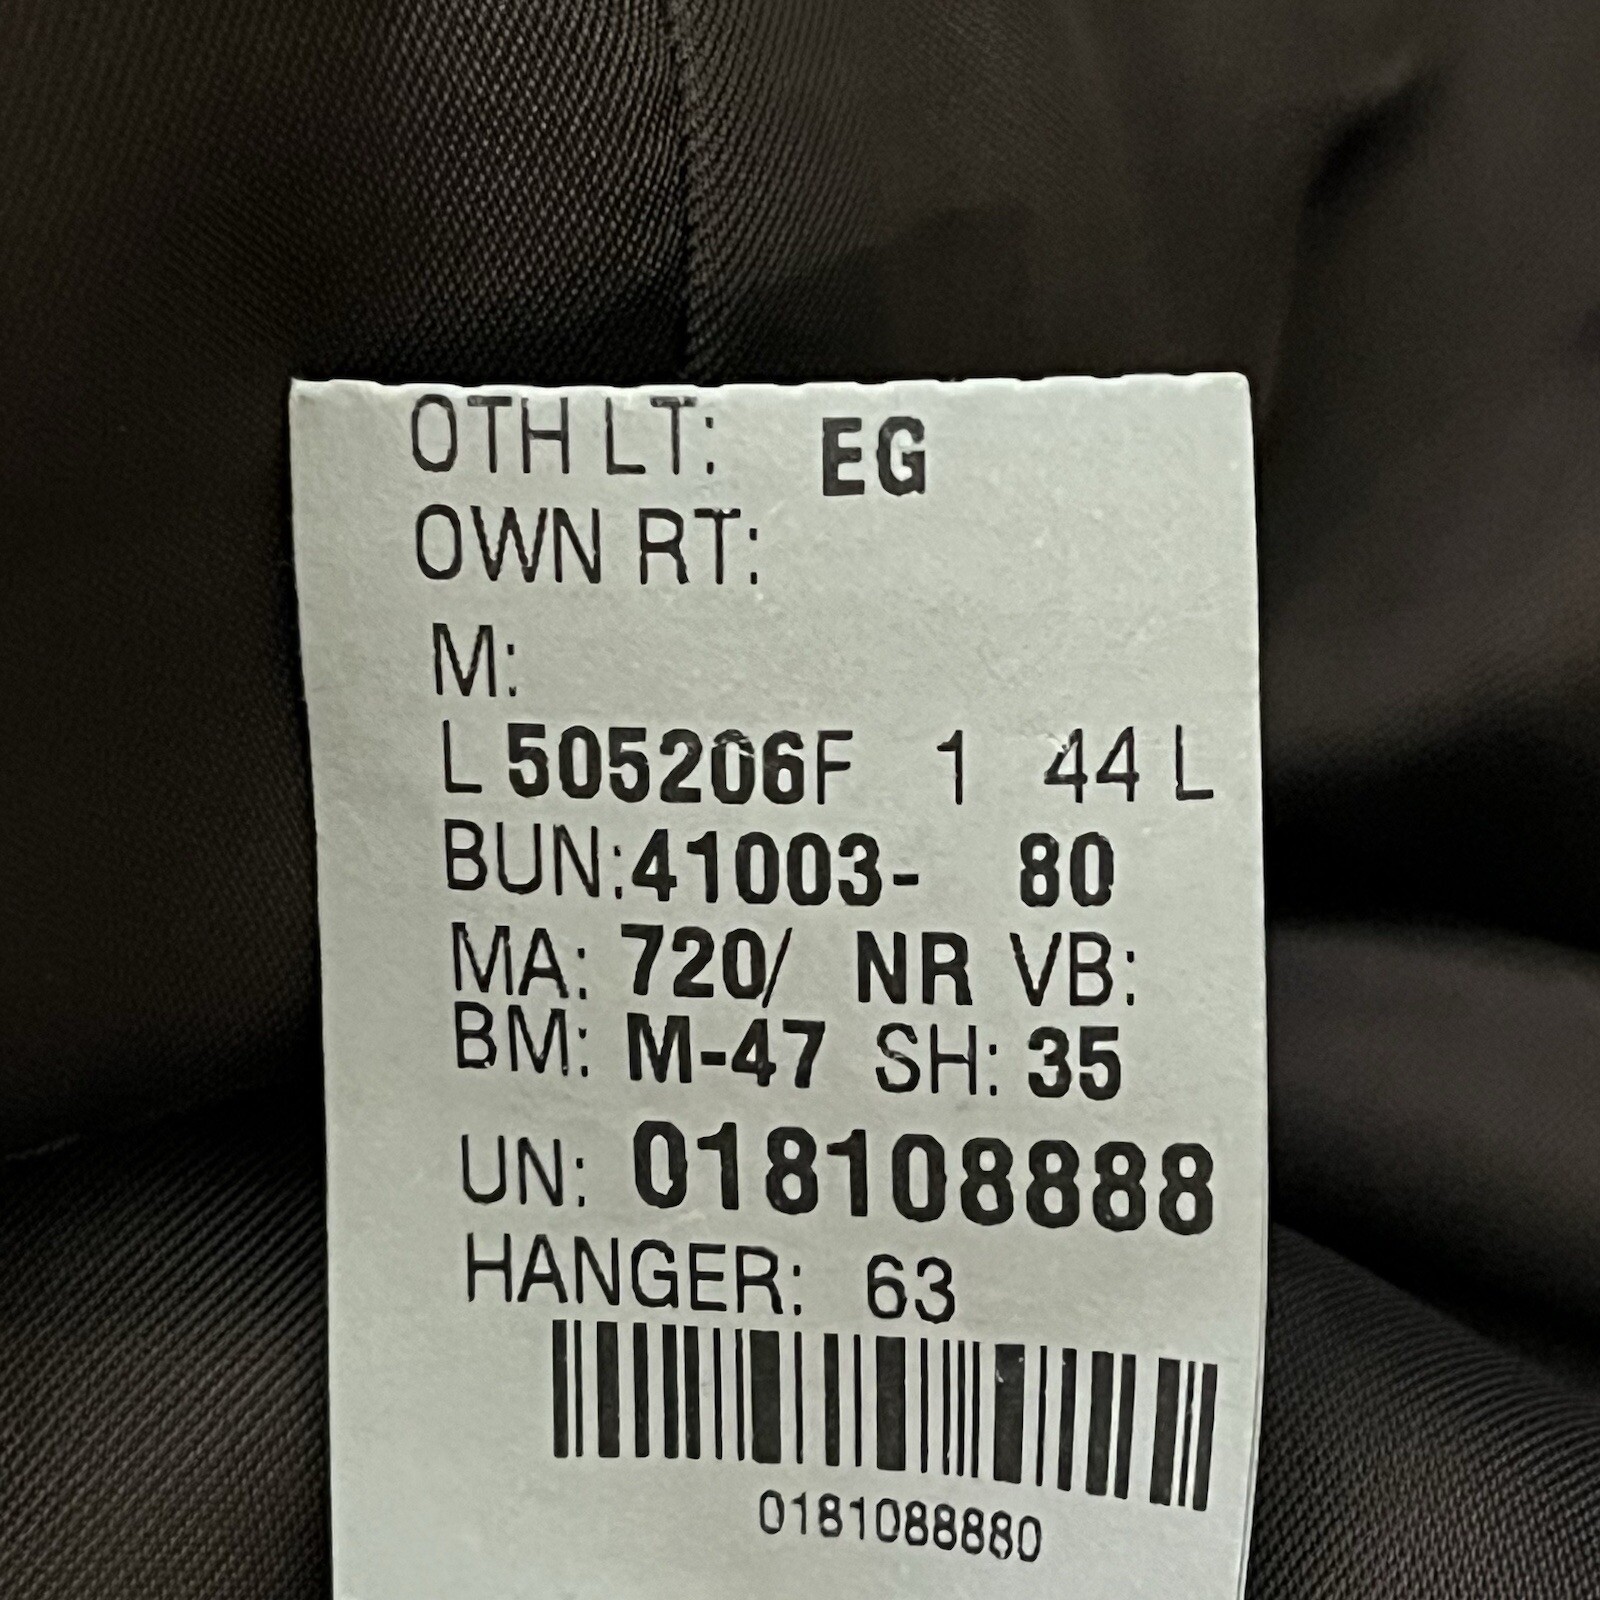 OTH LT: EG
OWN RT:
M:
L 505206F 1 44 L
BUN:41003- 80
MA: 720/ NR VB:
BM: M-47 SH: 35
UN: 018108888
HANGER: 63
0181088880